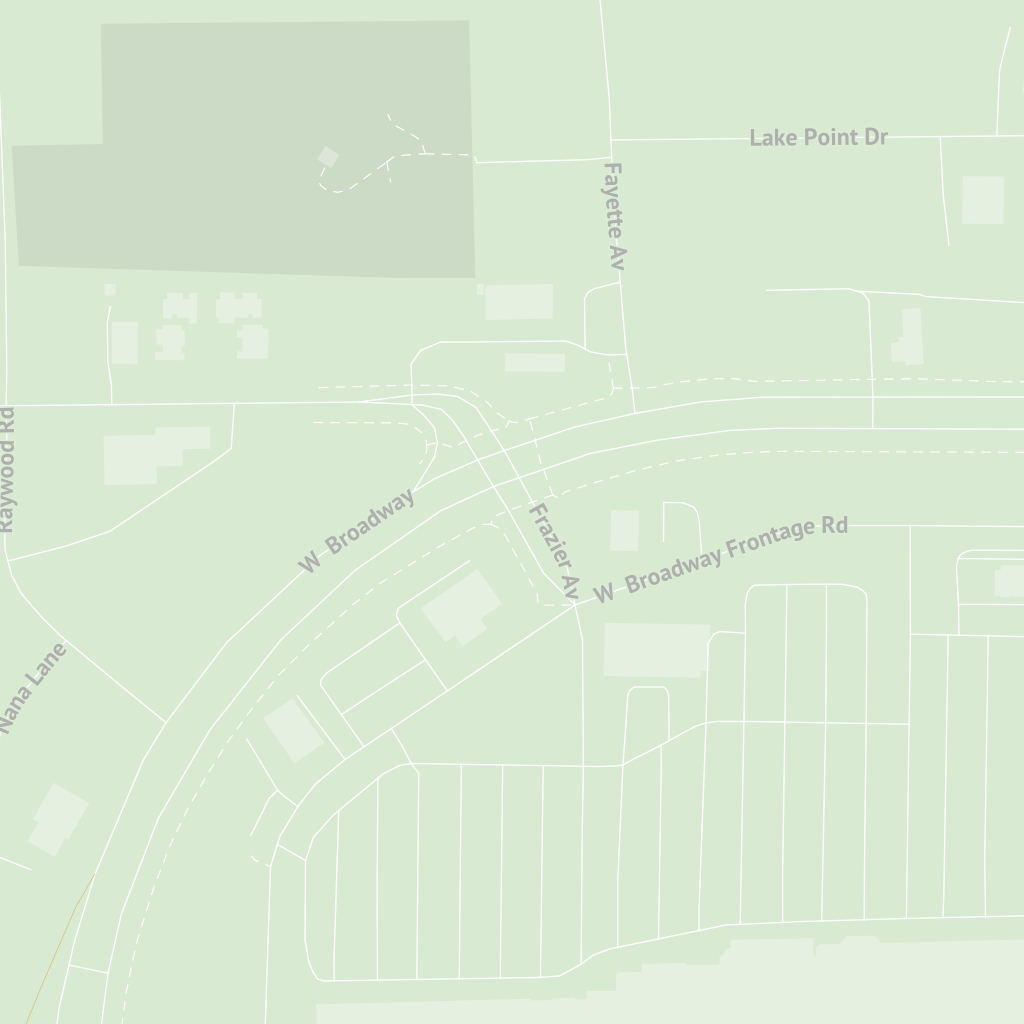 Lake Point Dr
Fayette Av
Raywood Rd
W Broadway
Frazier Av
W Broadway Frontage Rd
Nana Lane